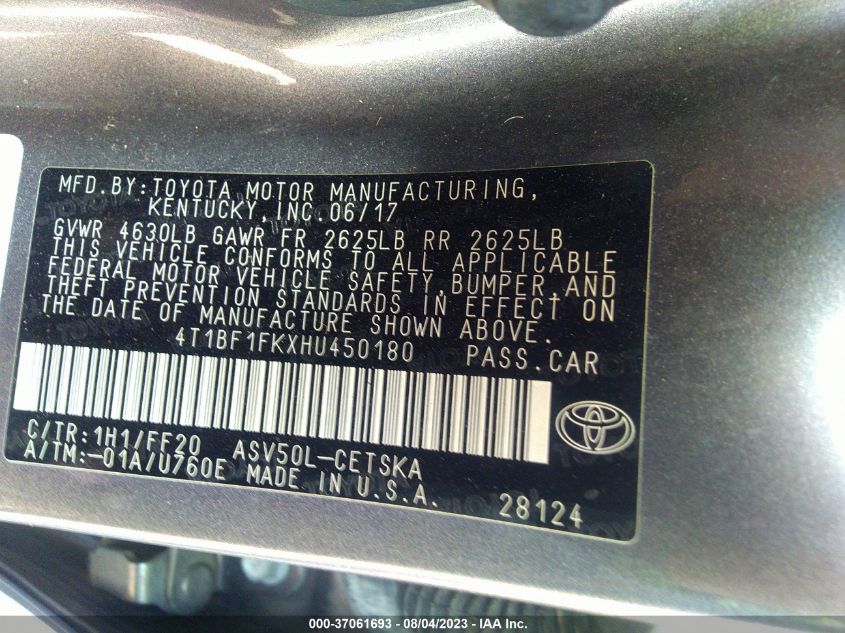 MFD.BY:TOYOTA MOTOR MANUFACTURING,
KENTUCKY,INC.06/17
GVWR 4630LB GAWR FR 2625LB RR 2625LB
THIS VEHICLE CONFORMS TO ALL APPLICABLE
FEDERAL MOTOR VEHICLE SAFETY,BUMPER,AND
THEFT PREVENTION STANDARDS IN EFFECT ON
THE DATE OF MANUFACTURE SHOWN ABOVE.
4T1BF1FKXHU450180 PASS.CAR
C/TR:1H1/FF20 ASV50L-CETSKA
A/TM:-01A/U760E MADE IN U.S.A.
28124
000-37061693 - 08/04/2023 - IAA Inc.